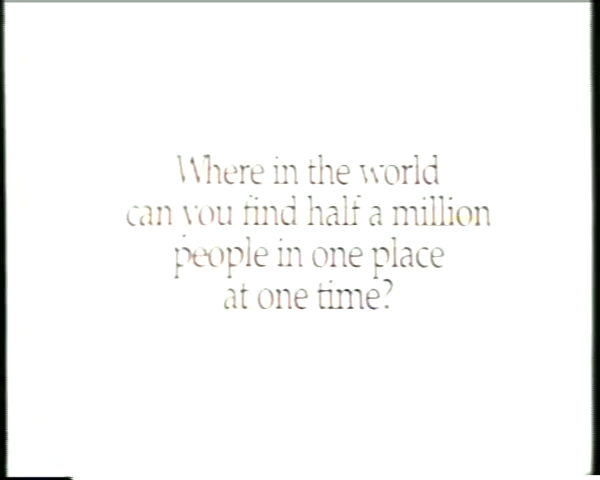 Where in the world
can you find half a million
people in one place
at one time?